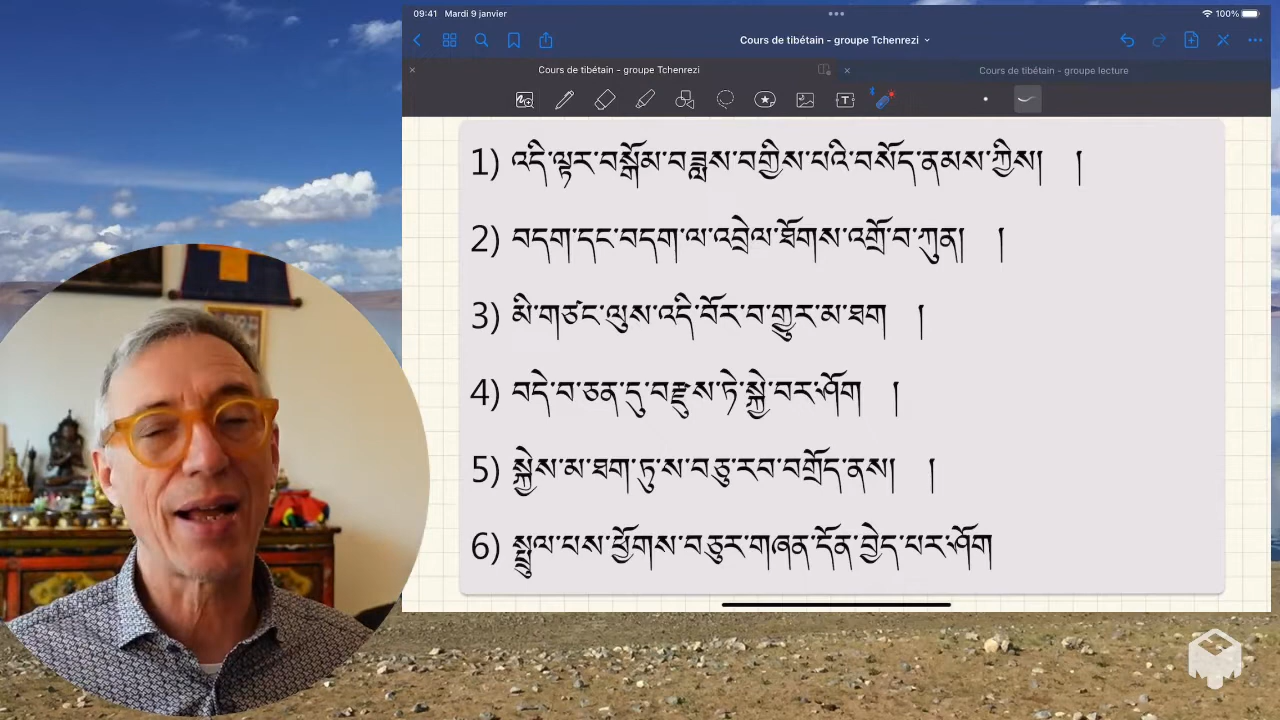 09:41 Mardi 9 janvier
100%
Cours de tibétain - groupe Tchenrezi
Cours de tibétain - groupe Tchenrezi
Cours de tibétain - groupe lecture
1) འདི་ལྟར་བསྒོམ་བཟླས་བགྱིས་པའི་བསོད་ནམས་ཀྱིས། །
2) བདག་དང་བདག་ལ་འབྲེལ་ཐོགས་འགྲོ་བ་ཀུན། །
3) མི་གཙང་ལུས་འདི་བོར་བ་གྱུར་མ་ཐག །
4) བདེ་བ་ཅན་དུ་བརྫུས་ཏེ་སྐྱེ་བར་ཤོག །
5) སྐྱེས་མ་ཐག་ཏུ་ས་བཅུ་རབ་བགྲོད་ནས། །
6) སྤྲུལ་པས་ཕྱོགས་བཅུར་གཞན་དོན་བྱེད་པར་ཤོག